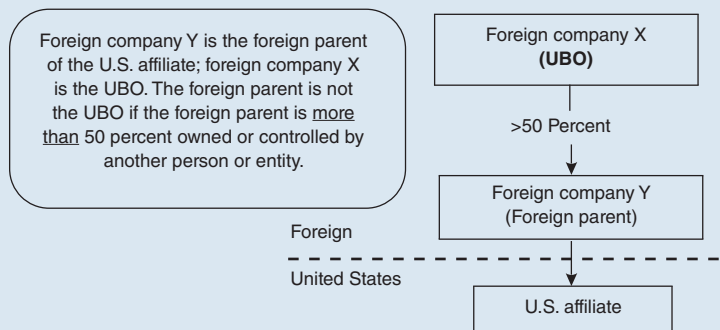 Foreign company Y is the foreign parent
of the U.S. affiliate; foreign company X
is the UBO. The foreign parent is not
the UBO if the foreign parent is more
than 50 percent owned or controlled by
another person or entity.
Foreign company X
(UBO)
>50 Percent
Foreign company Y
(Foreign parent)
Foreign
United States
U.S. affiliate